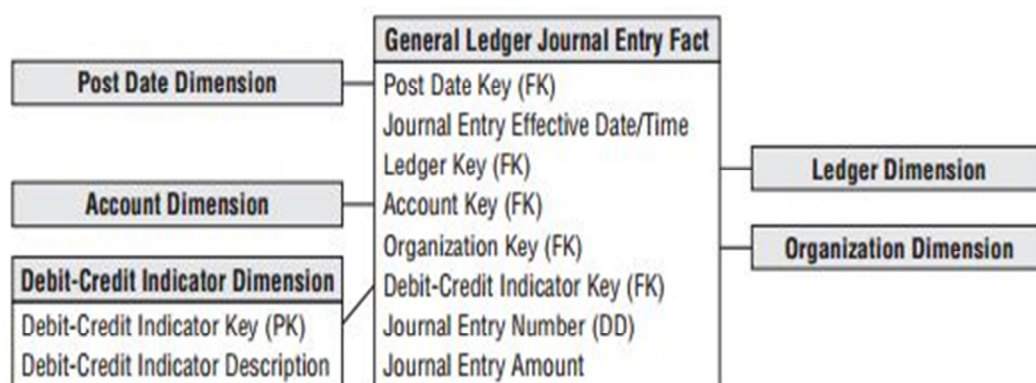 General Ledger Journal Entry Fact
Post Date Key (FK)
Journal Entry Effective Date/Time
Ledger Key (FK)
Account Key (FK)
Organization Key (FK)
Debit-Credit Indicator Key (FK)
Journal Entry Number (DD)
Journal Entry Amount
Post Date Dimension
Account Dimension
Debit-Credit Indicator Dimension
Debit-Credit Indicator Key (PK)
Debit-Credit Indicator Description
Ledger Dimension
Organization Dimension